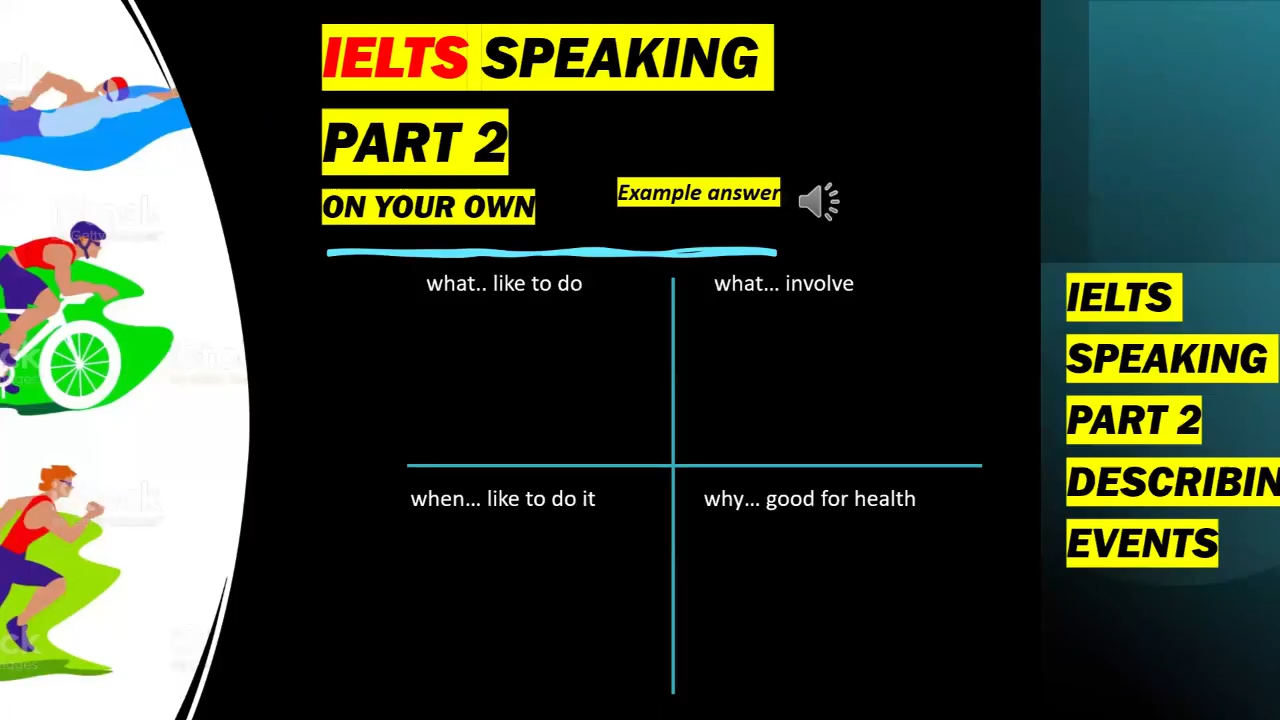 IELTS SPEAKING
PART 2
ON YOUR OWN
Example answer
what.. like to do
what... involve
when... like to do it
why... good for health
IELTS
SPEAKING
PART 2
DESCRIBIN
EVENTS